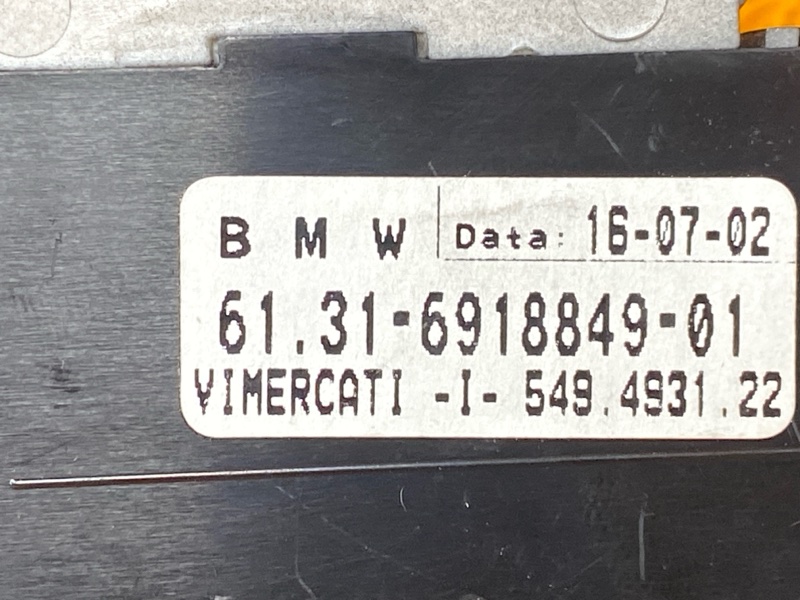 B M W Data: 16-07-02
61.31-6918849-01
VIMERCATI -I- 549.4931.22